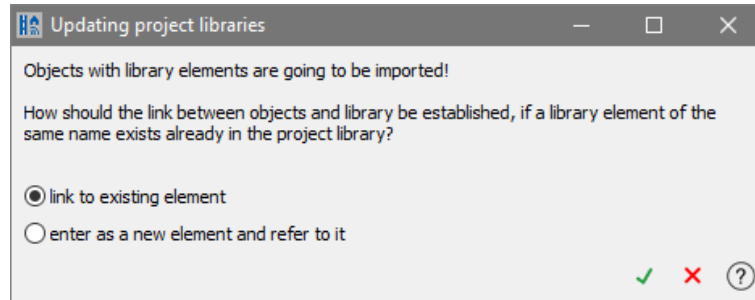 Updating project libraries
Objects with library elements are going to be imported!
How should the link between objects and library be established, if a library element of the
same name exists already in the project library?
link to existing element
enter as a new element and refer to it
?